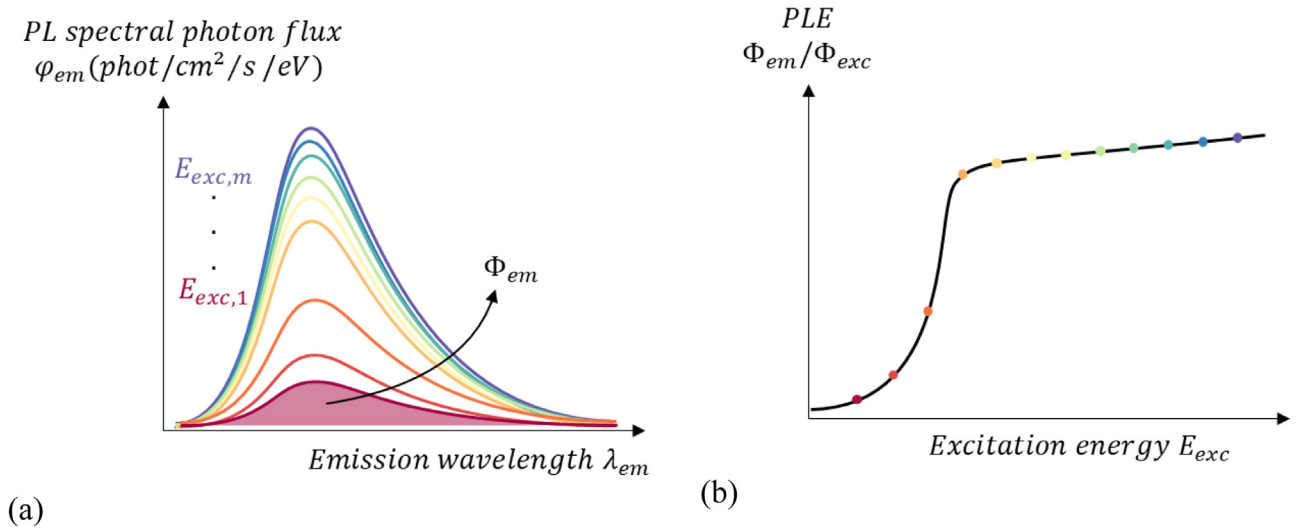 PL spectral photon flux
φem(phot/cm²/s/eV)
Eexc,m
.
.
.
Eexc,1
Φem
Emission wavelength λem
(a)
PLE
Φem/Φexc
Excitation energy Eexc
(b)